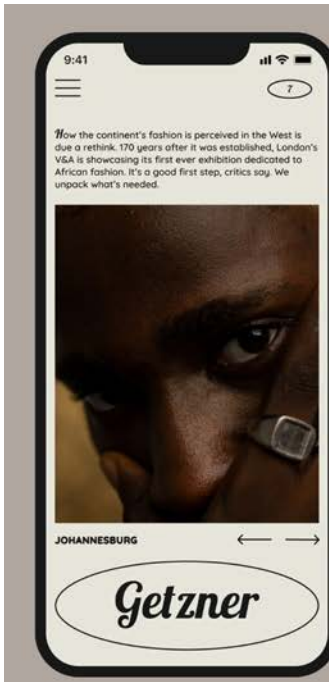 9:41
7
How the continent's fashion is perceived in the West is
due a rethink. 170 years after it was established, London's
V&A is showcasing its first ever exhibition dedicated to
African fashion. It's a good first step, critics say. We
unpack what's needed.
JOHANNESBURG
Getzner